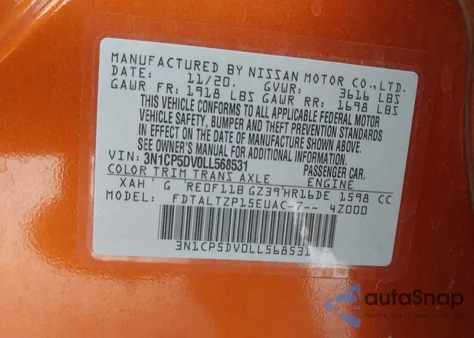 MANUFACTURED BY NISSAN MOTOR CO., LTD.
DATE: 11/20. GVWR: 3616 LBS
GAWR FR: 1918 LBS GAWR RR: 1698 LBS
THIS VEHICLE CONFORMS TO ALL APPLICABLE FEDERAL MOTOR
VEHICLE SAFETY, BUMPER AND THEFT PREVENTION STANDARDS
IN EFFECT ON THE DATE OF MANUFACTURE SHOWN ABOVE.
SEE OWNER'S MANUAL FOR ADDITIONAL INFORMATION
VIN: 3N1CP5DV0LL568531 PASSENGER CAR.
COLOR TRIM TRANS AXLE ENGINE
XAH G RE0F11B GZ39 HR16DE 1598 CC
MODEL: FDTALTZP15EUAC-7-- 4Z000
3N1CP5DV0LL568531
autoSnap